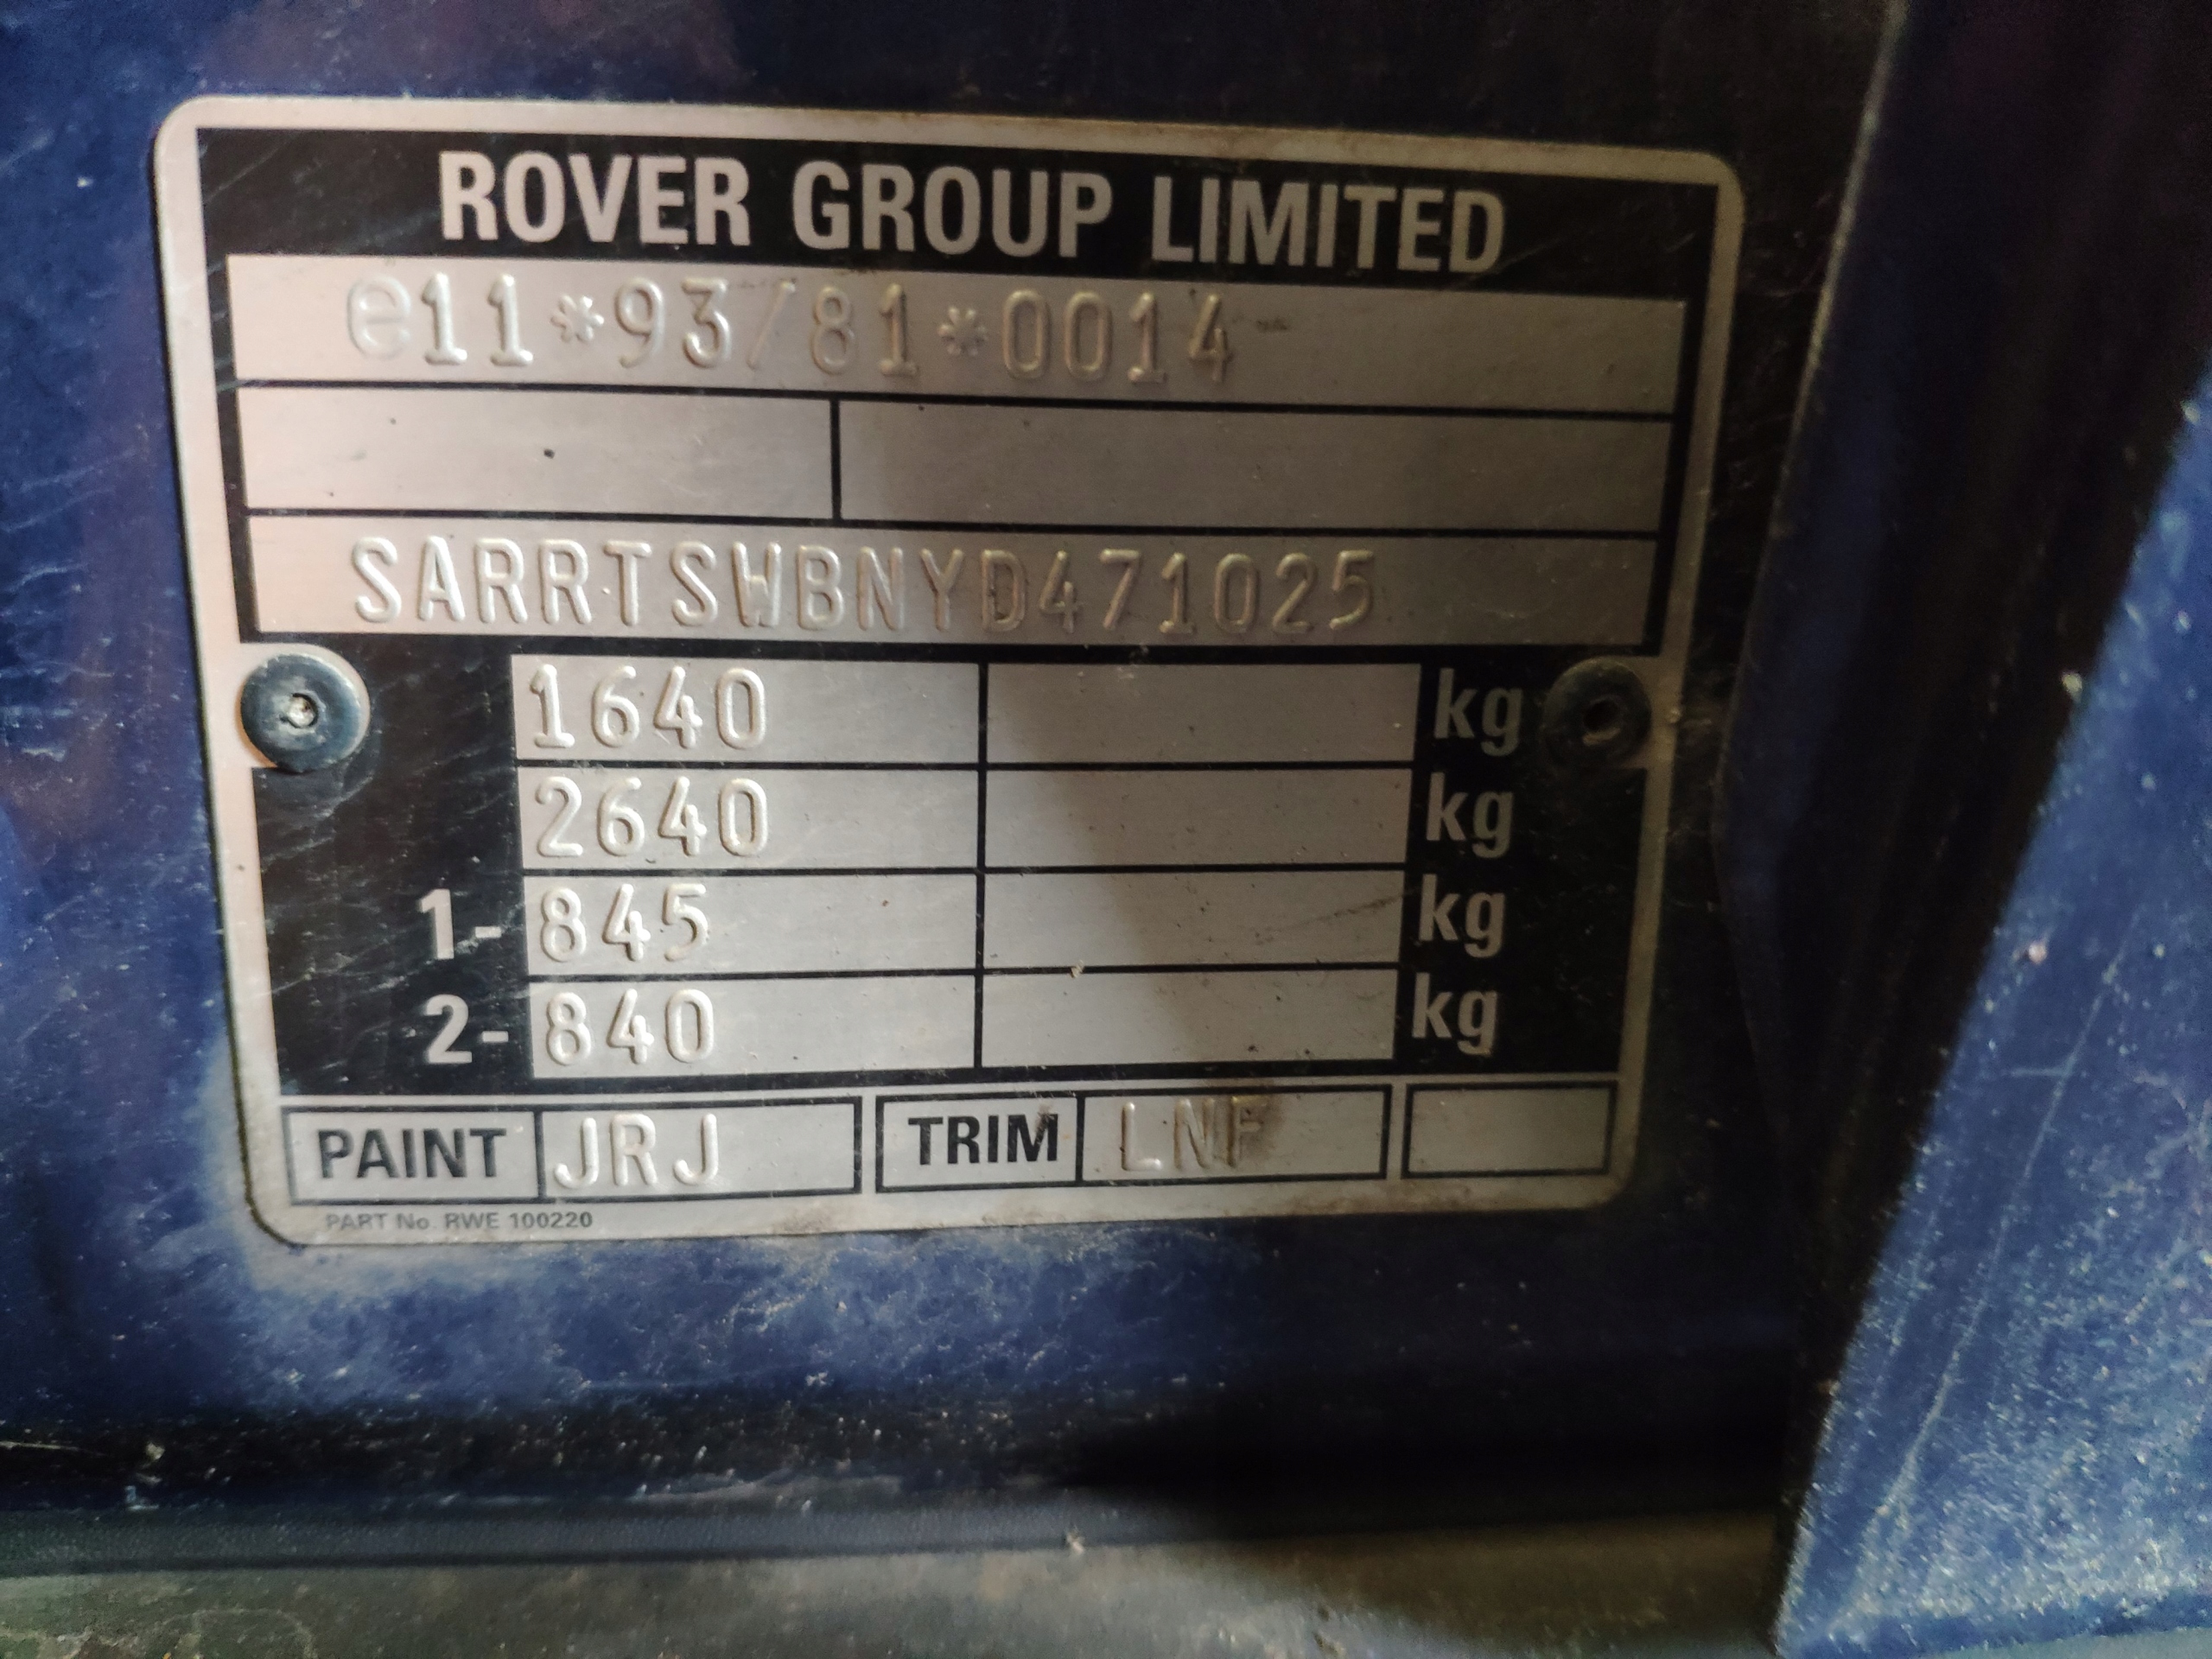 ROVER GROUP LIMITED
e11*93/81*0014
SARRTSWBNYD471025
1640 kg
2640 kg
1- 845 kg
2- 840 kg
PAINT JRJ TRIM LNF
PART No. RWE 100220